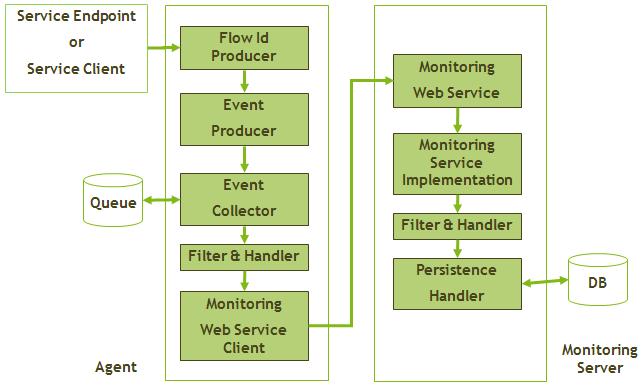 Service Endpoint
or
Service Client
Flow Id
Producer
Event
Producer
Queue
Event
Collector
Filter & Handler
Monitoring
Web Service
Client
Agent
Monitoring
Web Service
Monitoring
Service
Implementation
Filter & Handler
Persistence
Handler
DB
Monitoring
Server